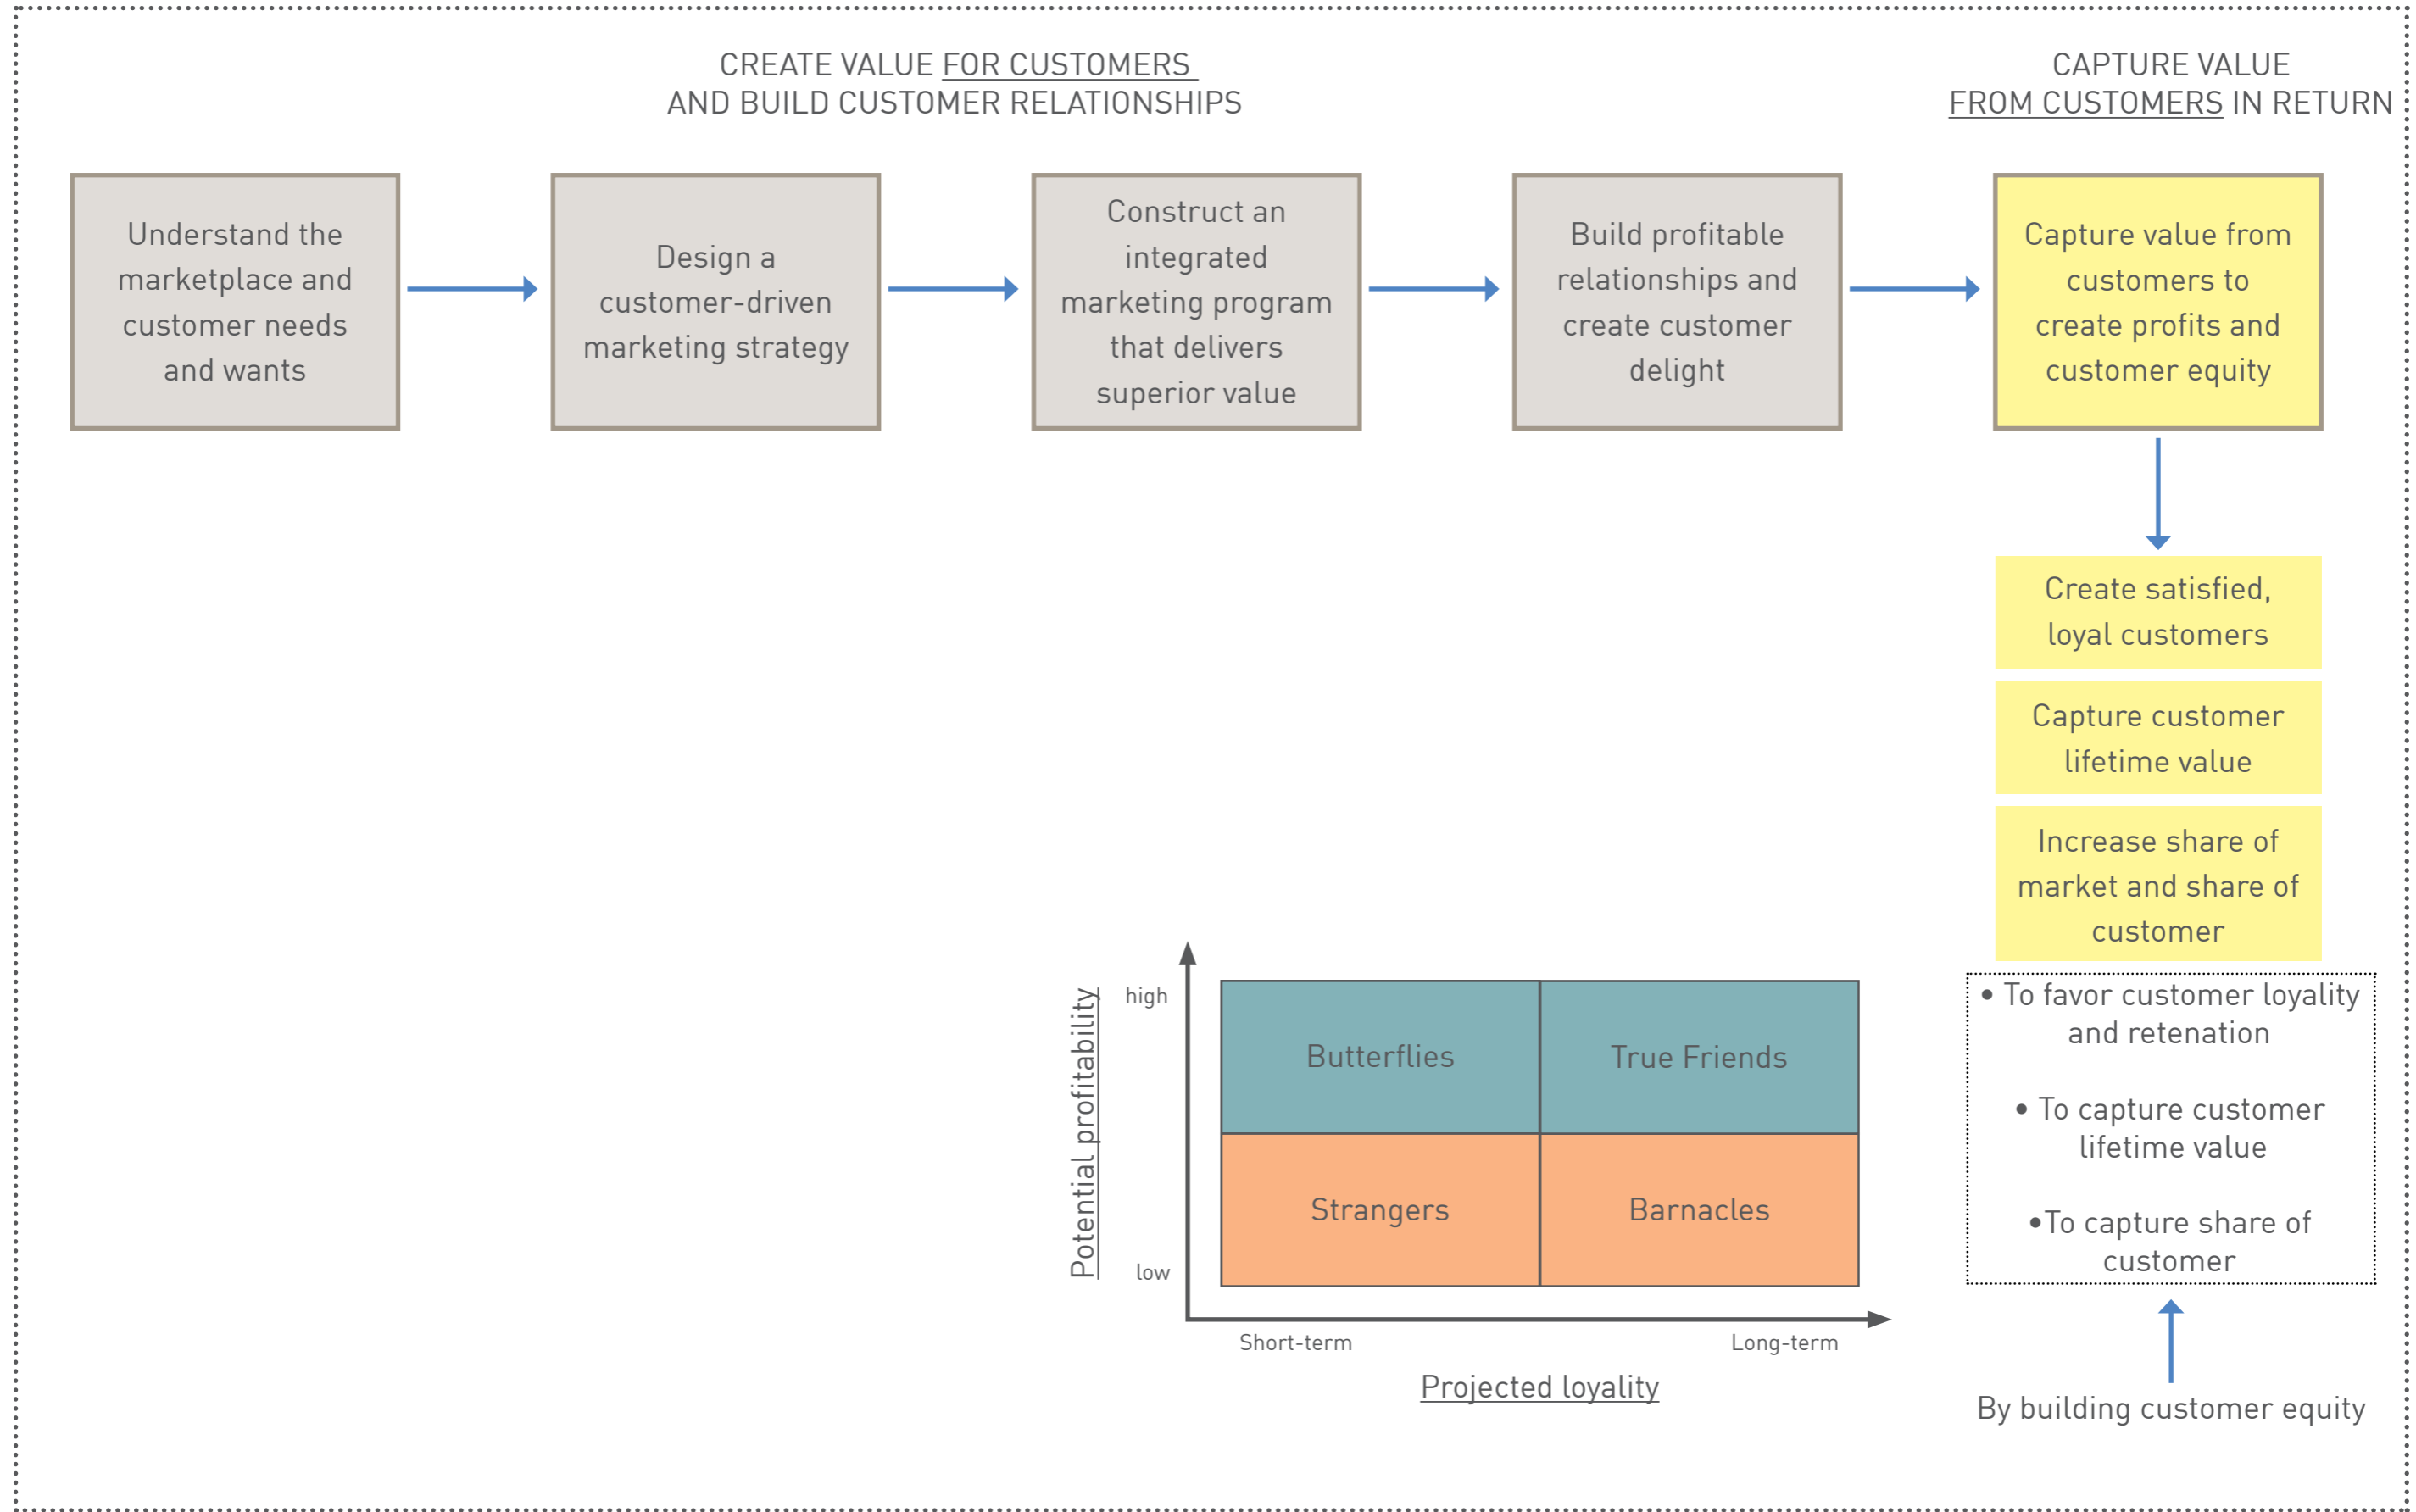 CREATE VALUE FOR CUSTOMERS
AND BUILD CUSTOMER RELATIONSHIPS
CAPTURE VALUE
FROM CUSTOMERS IN RETURN
Understand the
marketplace and
customer needs
and wants
Design a
customer-driven
marketing strategy
Construct an
integrated
marketing program
that delivers
superior value
Build profitable
relationships and
create customer
delight
Capture value from
customers to
create profits and
customer equity
Create satisfied,
loyal customers
Capture customer
lifetime value
Increase share of
market and share of
customer
• To favor customer loyality
and retenation
• To capture customer
lifetime value
•To capture share of
customer
By building customer equity
Potential profitability
high
low
Butterflies
True Friends
Strangers
Barnacles
Short-term
Long-term
Projected loyality